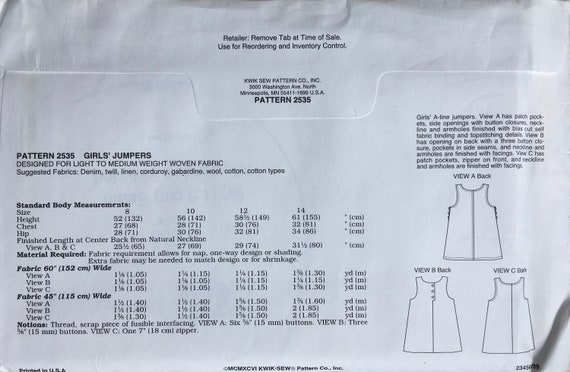 Retailer: Remove Tab at Time of Sale.
Use for Reordering and Inventory Control.
KWIK SEW PATTERN CO., INC.
3000 Washington Ave. North
Minneapolis, MN 55411-1699 U.S.A.
PATTERN 2535
Girls' A-line jumpers. View A has patch pock-
ets, side openings with button closures, neck-
line and armholes finished with bias cut self
fabric binding and topstitching details. View B
has opening on back with a three button clo-
sure, pockets in side seams, and neckline and
armholes are finished with facings. View C has
patch pockets, zipper on front, and neckline
and armholes finished with facings.
PATTERN 2535 GIRLS' JUMPERS
DESIGNED FOR LIGHT TO MEDIUM WEIGHT WOVEN FABRIC
Suggested Fabrics: Denim, twill, linen, corduroy, gabardine, wool, cotton, cotton types
VIEW A Back
Standard Body Measurements:
Size 8 10 12 14
Height 52 (132) 56 (142) 58½ (149) 61 (155) " (cm)
Chest 27 (68) 28 (71) 30 (76) 32 (81) " (cm)
Hip 28 (71) 30 (76) 32 (81) 34 (86) " (cm)
Finished Length at Center Back from Natural Neckline
View A, B & C 25½ (65) 27 (69) 29 (74) 31½ (80) " (cm)
Material Required: Fabric requirement allows for nap, one-way design or shading.
Extra fabric may be needed to match design or for shrinkage.
Fabric 60" (152 cm) Wide
View A 1⅛ (1.05) 1¼ (1.15) 1¼ (1.15) 1⅜ (1.30) yd (m)
View B 1⅛ (1.05) 1¼ (1.15) 1¼ (1.15) 1⅝ (1.50) yd (m)
View C 1⅛ (1.05) 1⅛ (1.05) 1¼ (1.15) 1⅝ (1.50) yd (m)
Fabric 45" (115 cm) Wide
View A 1½ (1.40) 1½ (1.40) 1⅝ (1.50) 1¾ (1.60) yd (m)
View B 1½ (1.40) 1½ (1.40) 1⅝ (1.50) 2 (1.85) yd (m)
View C 1⅜ (1.30) 1½ (1.40) 1⅝ (1.50) 2 (1.85) yd (m)
Notions: Thread, scrap piece of fusible interfacing. VIEW A: Six ⅝" (15 mm) buttons. VIEW B: Three
⅝" (15 mm) buttons. VIEW C: One 7" (18 cm) zipper.
VIEW B Back VIEW C Back
Printed in U.S.A.
©MCMXCVI KWIK•SEW® Pattern Co., Inc.